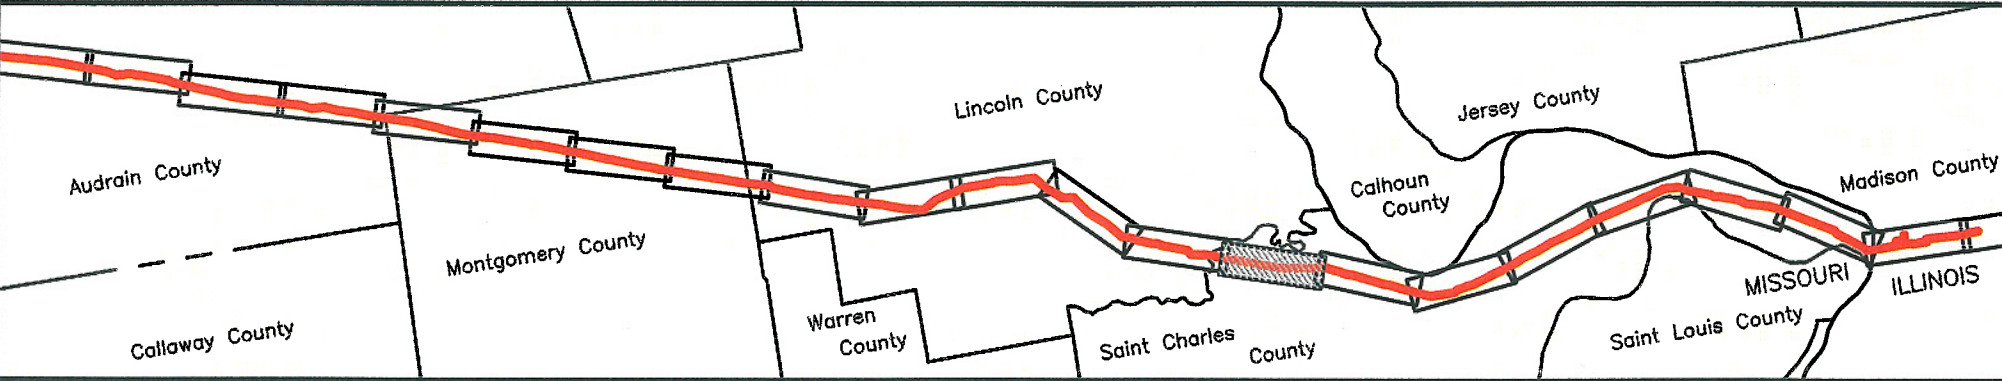 Audrain County
Callaway County
Montgomery County
Lincoln County
Warren
County
Saint Charles
County
Calhoun
County
Jersey County
Madison County
MISSOURI
ILLINOIS
Saint Louis County